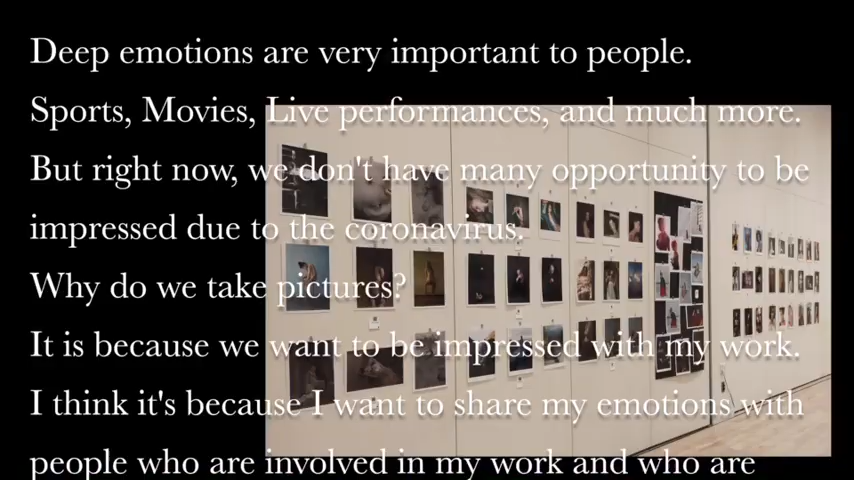 Deep emotions are very important to people.
Sports, Movies, Live performances, and much more.
But right now, we don't have many opportunity to be
impressed due to the coronavirus.
Why do we take pictures?
It is because we want to be impressed with my work.
I think it's because I want to share my emotions with
people who are involved in my work and who are